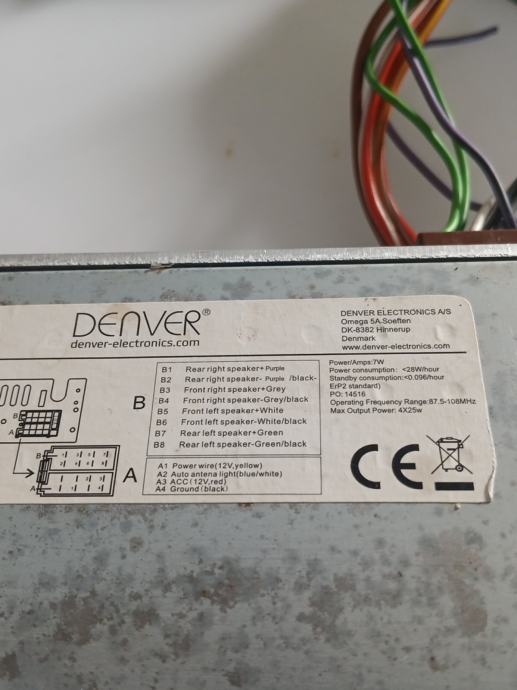 DENVER®
denver-electronics.com
DENVER ELECTRONICS A/S
Omega 5A.Soeften
DK-8382 Hinnerup
Denmark
www.denver-electronics.com
B
A
B
A
B
B1 Rear right speaker+ Purple
B2 Rear right speaker- Purple /black-
B3 Front right speaker+Grey
B4 Front right speaker-Grey/black
B5 Front left speaker+White
B6 Front left speaker-White/black
B7 Rear left speaker+Green
B8 Rear left speaker-Green/black
A
A1 Power wire(12V,yellow)
A2 Auto antena light(blue/white)
A3 ACC(12V,red)
A4 Ground(black)
Power/Amps:7W
Power consumption: <28W/hour
Standby consumption:<0.096/hour
ErP2 standard)
PO: 14516
Operating Frequency Range:87.5-108MHz
Max Output Power: 4X25w
CE